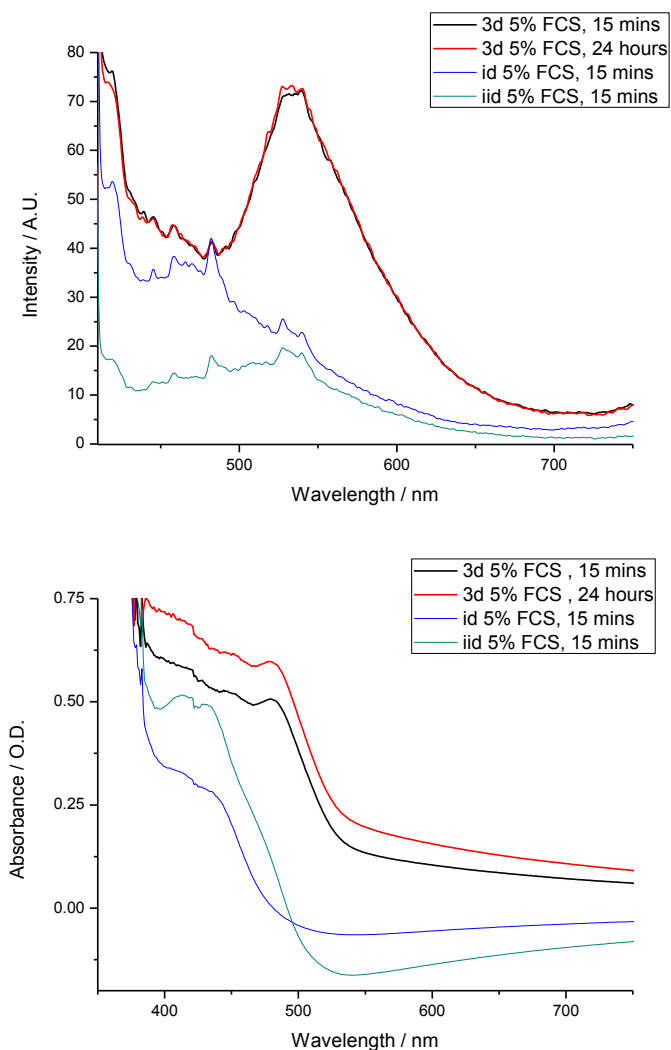 3d 5% FCS, 15 mins
3d 5% FCS, 24 hours
id 5% FCS, 15 mins
iid 5% FCS, 15 mins
80
70
60
50
40
30
20
10
0
Intensity / A.U.
500 600 700
Wavelength / nm
3d 5% FCS , 15 mins
3d 5% FCS , 24 hours
id 5% FCS, 15 mins
iid 5% FCS, 15 mins
0.75
0.50
0.25
0.00
Absorbance / O.D.
400 500 600 700
Wavelength / nm